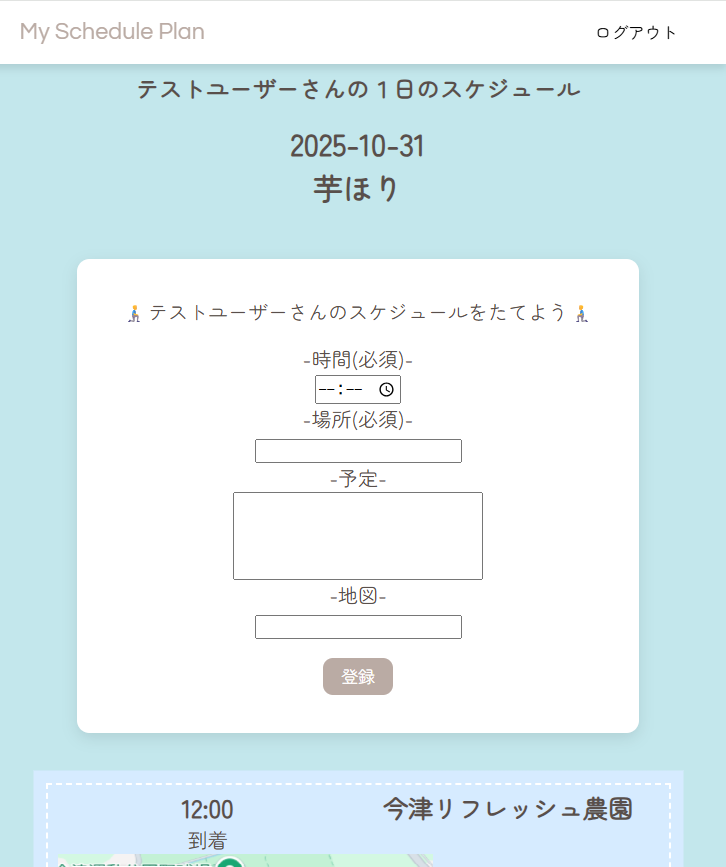 My Schedule Plan
ログアウト
テストユーザーさんの1日のスケジュール
2025-10-31
芋ほり
テストユーザーさんのスケジュールをたてよう
-時間(必須)-
--:--
-場所(必須)-
-予定-
-地図-
登録
12:00
今津リフレッシュ農園
到着